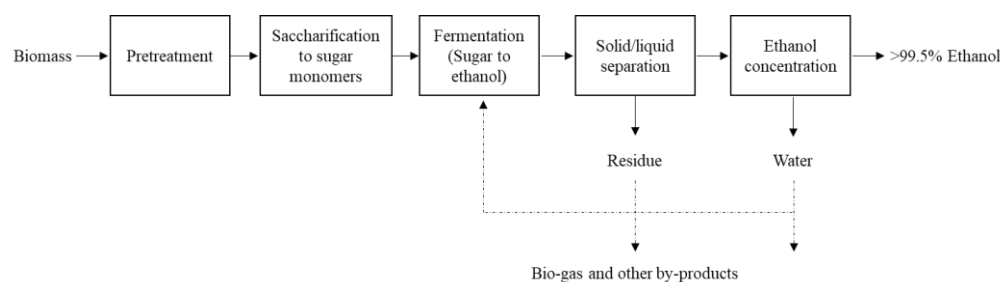 Biomass
Pretreatment
Saccharification
to sugar
monomers
Fermentation
(Sugar to
ethanol)
Solid/liquid
separation
Ethanol
concentration
>99.5% Ethanol
Residue
Water
Bio-gas and other by-products